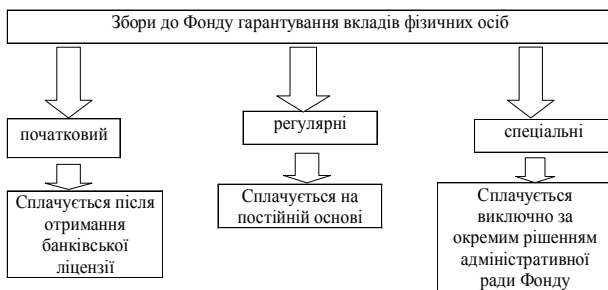 Збори до Фонду гарантування вкладів фізичних осіб
початковий
регулярні
спеціальні
Сплачується після
отримання
банківської
ліцензії
Сплачується на
постійній основі
Сплачується
виключно за
окремим рішенням
адміністративної
ради Фонду